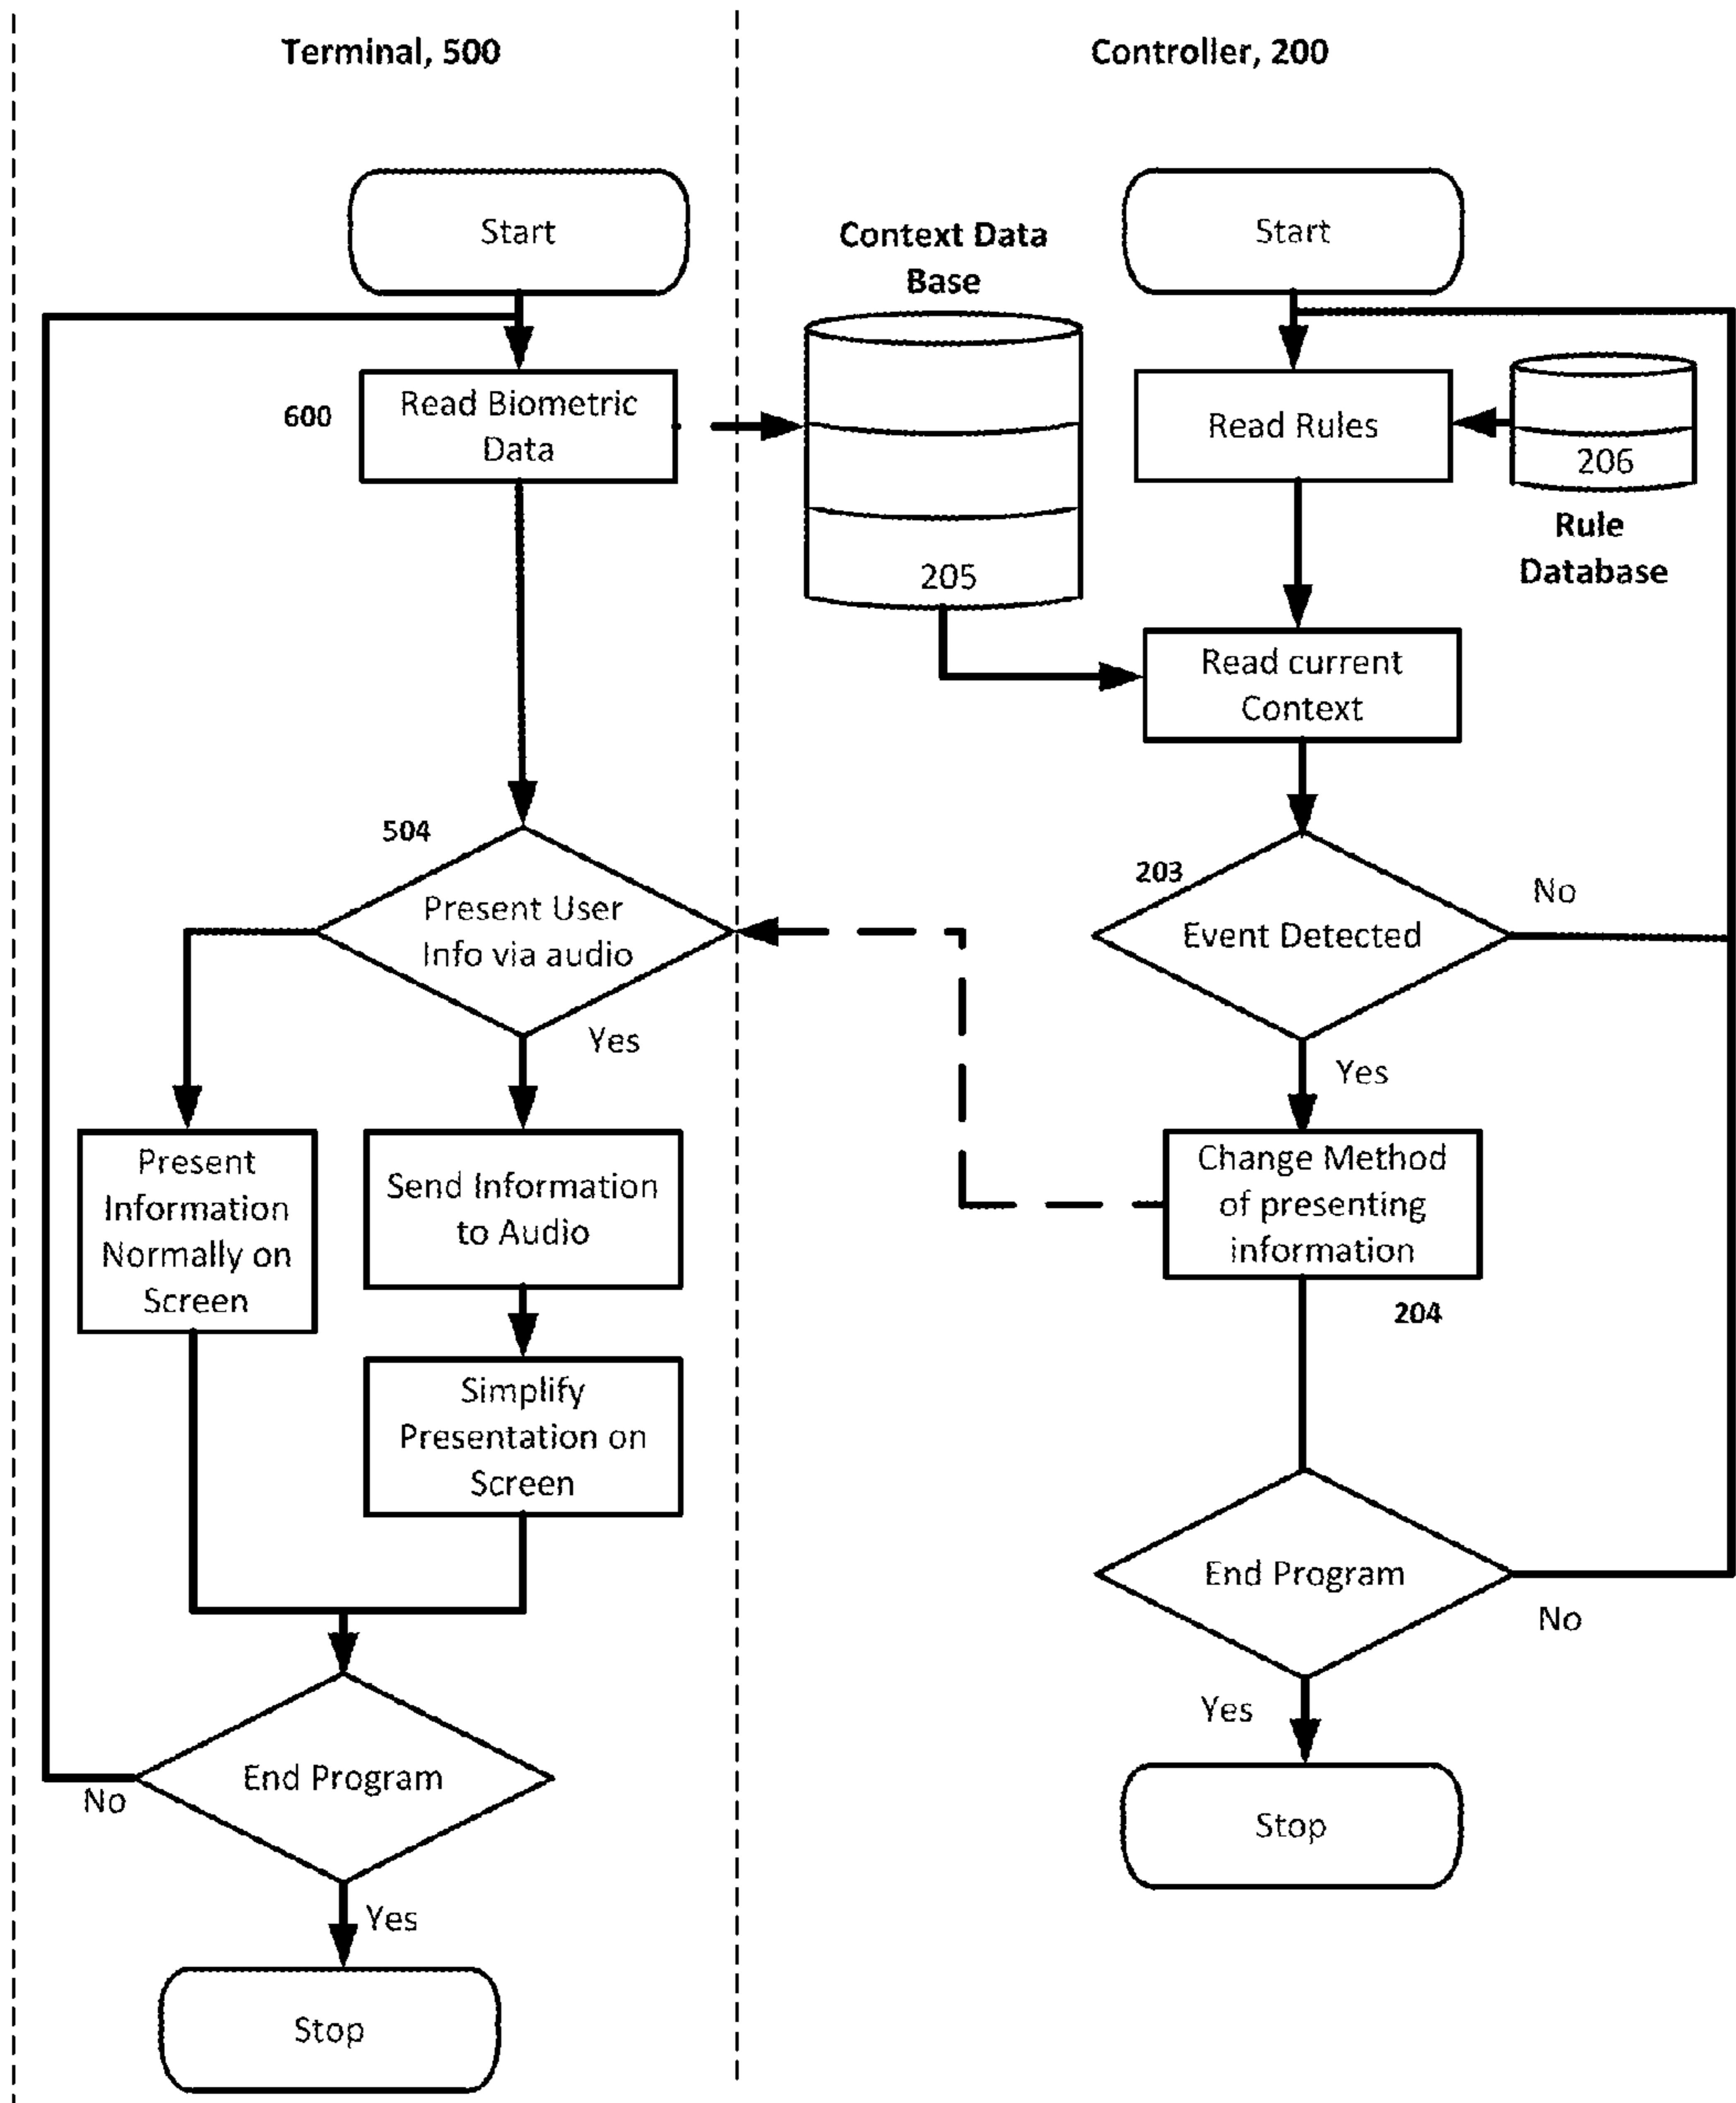 Terminal, 500
Controller, 200
Start
Context Data
Base
Start
600
Read Biometric
Data
Read Rules
206
Rule
Database
205
Read current
Context
504
Present User
Info via audio
Yes
203
Event Detected
No
Yes
Present
Information
Normally on
Screen
Send Information
to Audio
Change Method
of presenting
information
204
Simplify
Presentation on
Screen
End Program
No
Yes
Stop
End Program
No
Yes
Stop